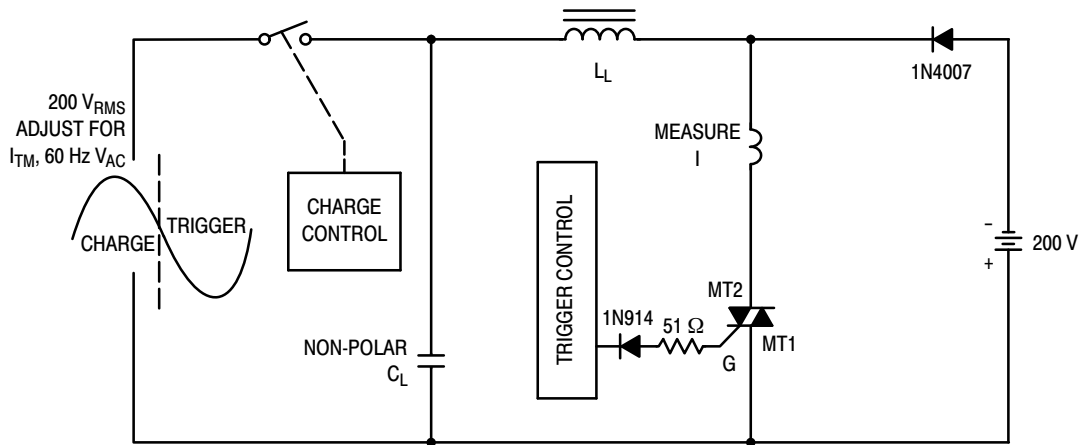 200 V_RMS
ADJUST FOR
I_TM, 60 Hz V_AC
TRIGGER
CHARGE
CHARGE
CONTROL
NON-POLAR
C_L
L_L
MEASURE
I
TRIGGER CONTROL
1N914
51 Ω
MT2
MT1
G
1N4007
-
+
200 V